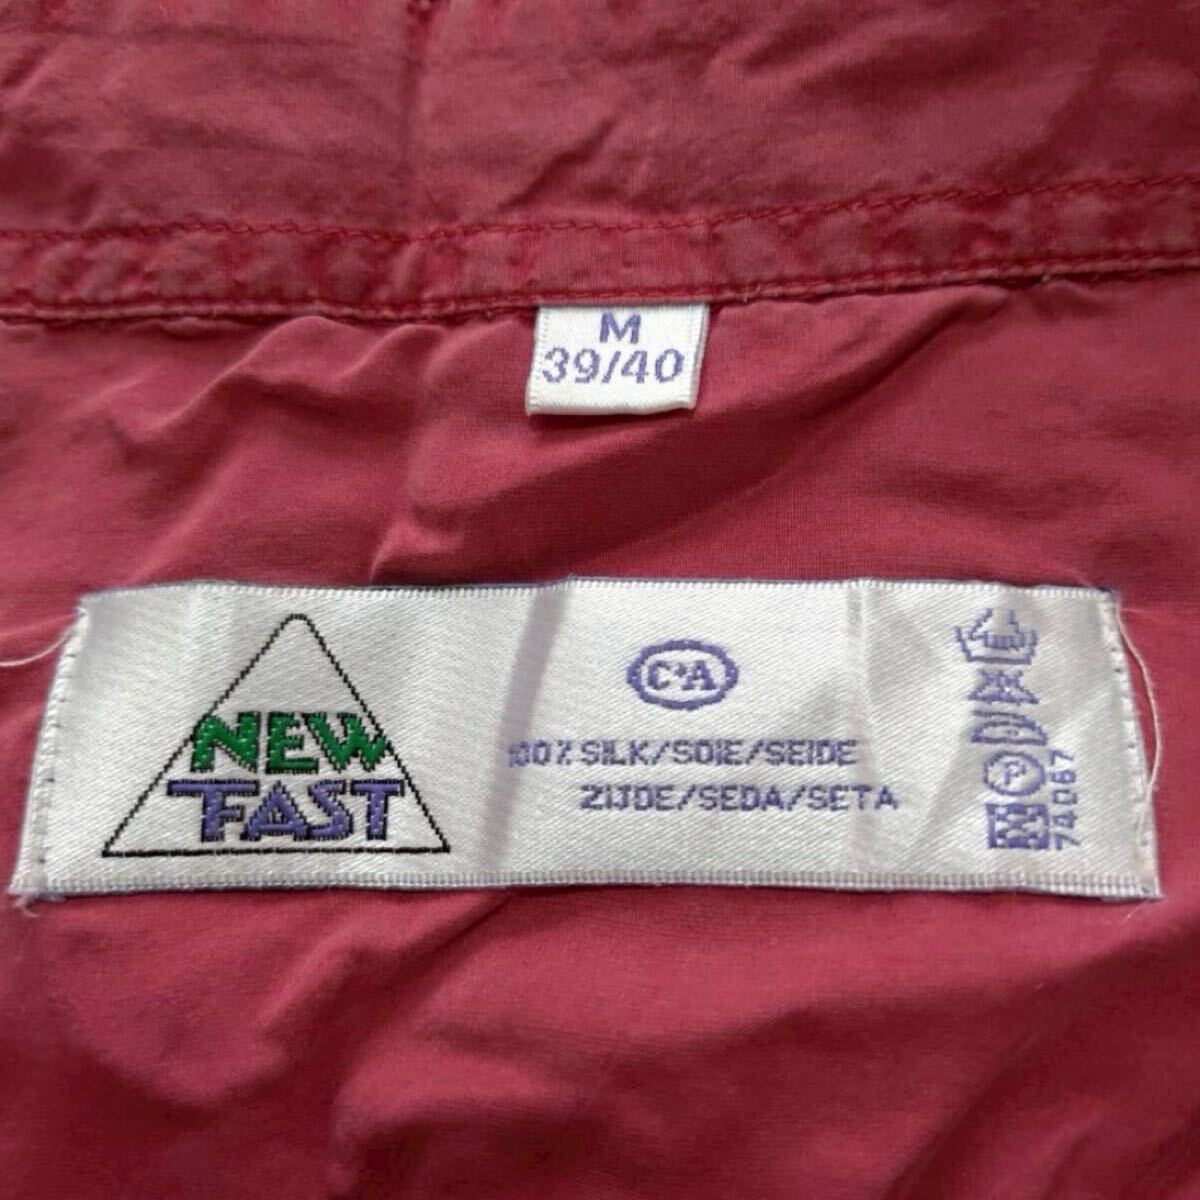 M
39/40
NEW
FAST
C&A
100% SILK/SOIE/SEIDE
ZIJDE/SEDA/SETA
P
74067